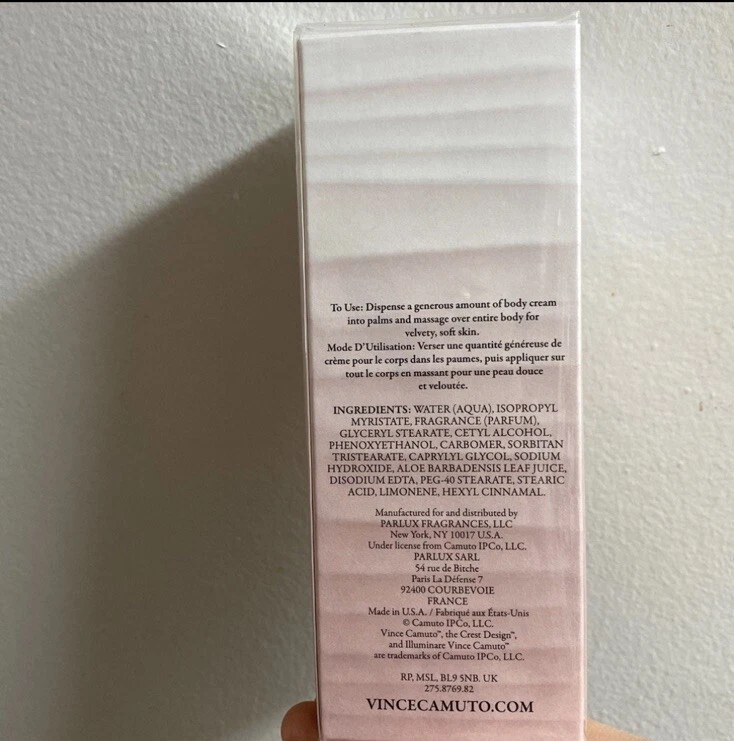 To Use: Dispense a generous amount of body cream
into palms and massage over entire body for
velvety, soft skin.
Mode D'Utilisation: Verser une quantité généreuse de
crème pour le corps dans les paumes, puis appliquer sur
tout le corps en massant pour une peau douce
et veloutée.
INGREDIENTS: WATER (AQUA), ISOPROPYL
MYRISTATE, FRAGRANCE (PARFUM),
GLYCERYL STEARATE, CETYL ALCOHOL,
PHENOXYETHANOL, CARBOMER, SORBITAN
TRISTEARATE, CAPRYLYL GLYCOL, SODIUM
HYDROXIDE, ALOE BARBADENSIS LEAF JUICE,
DISODIUM EDTA, PEG-40 STEARATE, STEARIC
ACID, LIMONENE, HEXYL CINNAMAL.
Manufactured for and distributed by
PARLUX FRAGRANCES, LLC
New York, NY 10017 U.S.A.
Under license from Camuto IPCo, LLC.
PARLUX SARL
54 rue de Bitche
Paris La Défense 7
92400 COURBEVOIE
FRANCE
Made in U.S.A. / Fabriqué aux États-Unis
© Camuto IPCo, LLC.
Vince Camuto™, the Crest Design™,
and Illuminare Vince Camuto™
are trademarks of Camuto IPCo, LLC.
RP, MSL, BL9 5NB. UK
275.8769.82
VINCECAMUTO.COM